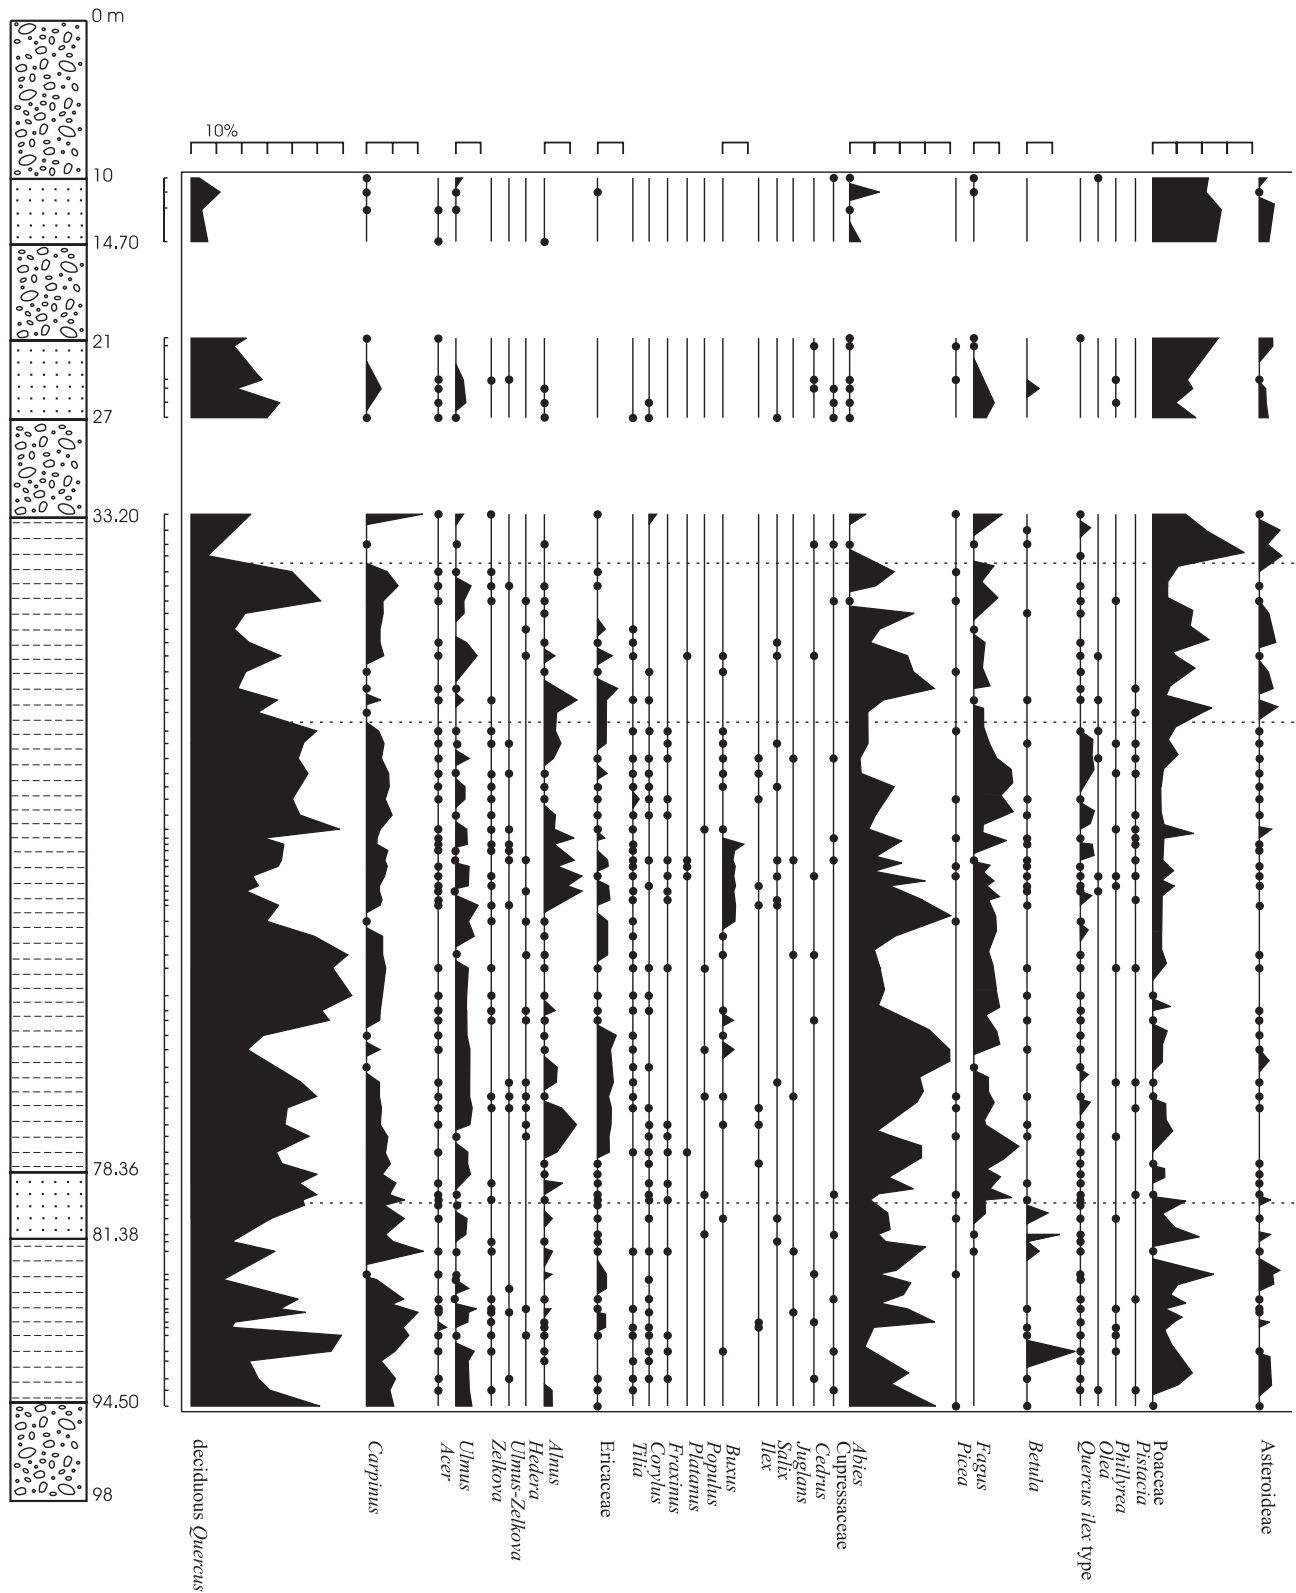 0 m
10%
10
14.70
21
27
33.20
78.36
81.38
94.50
98
deciduous Quercus
Carpinus
Acer
Ulmus
Zelkova
Ulmus-Zelkova
Hedera
Alnus
Ericaceae
Tilia
Corylus
Fraximus
Platamus
Populus
Buxus
Ilex
Salix
Juglans
Cedrus
Cupressaceae
Abies
Picea
Fagus
Betula
Quercus ilex type
Olea
Phillyrea
Pistacia
Poaceae
Asteroideae